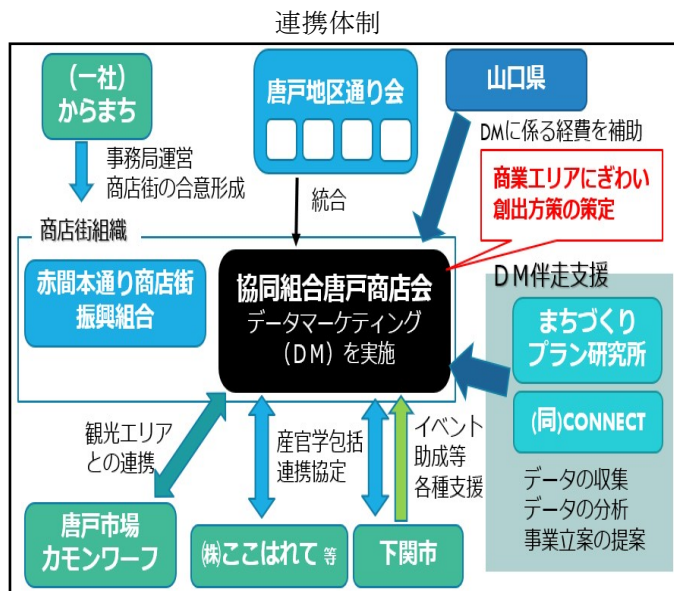 連携体制
(一社)
からまち
唐戸地区通り会
山口県
事務局運営
商店街の合意形成
統合
DMに係る経費を補助
商業エリアにぎわい
創出方策の策定
商店街組織
赤間本通り商店街
振興組合
協同組合唐戸商店会
データマーケティング
(DM)を実施
DM伴走支援
まちづくり
プラン研究所
(同)CONNECT
データの収集
データの分析
事業立案の提案
観光エリア
との連携
産官学包括
連携協定
イベント
助成等
各種支援
唐戸市場
カモンワーフ
㈱ここはれて 等
下関市